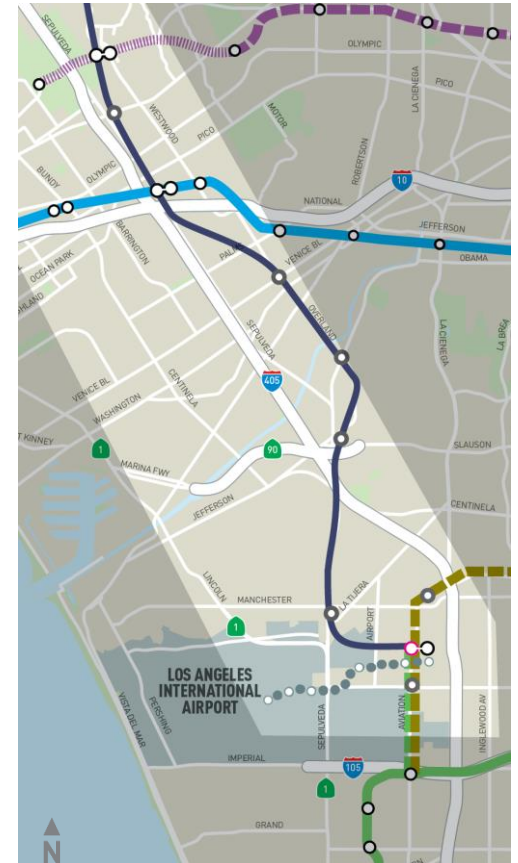 SEPULVEDA
OLYMPIC
PICO
LA CIENEGA
WESTWOOD
MOTOR
PICO
ROBERTSON
BUNDY
OLYMPIC
10
NATIONAL
JEFFERSON
OBAMA
BARRINGTON
PALMS
VENICE BL
OCEAN PARK
OVERLAND
SEPULVEDA
LA CIENEGA
LA BREA
405
VENICE BL
CENTINELA
WASHINGTON
1
90
SLAUSON
MARINA FWY
JEFFERSON
CENTINELA
LINCOLN
MANCHESTER
LA TIJERA
AIRPORT
1
LOS ANGELES
INTERNATIONAL
AIRPORT
VISTA DEL MAR
PERSHING
SEPULVEDA
AVIATION
INGLEWOOD AV
IMPERIAL
105
1
GRAND
N